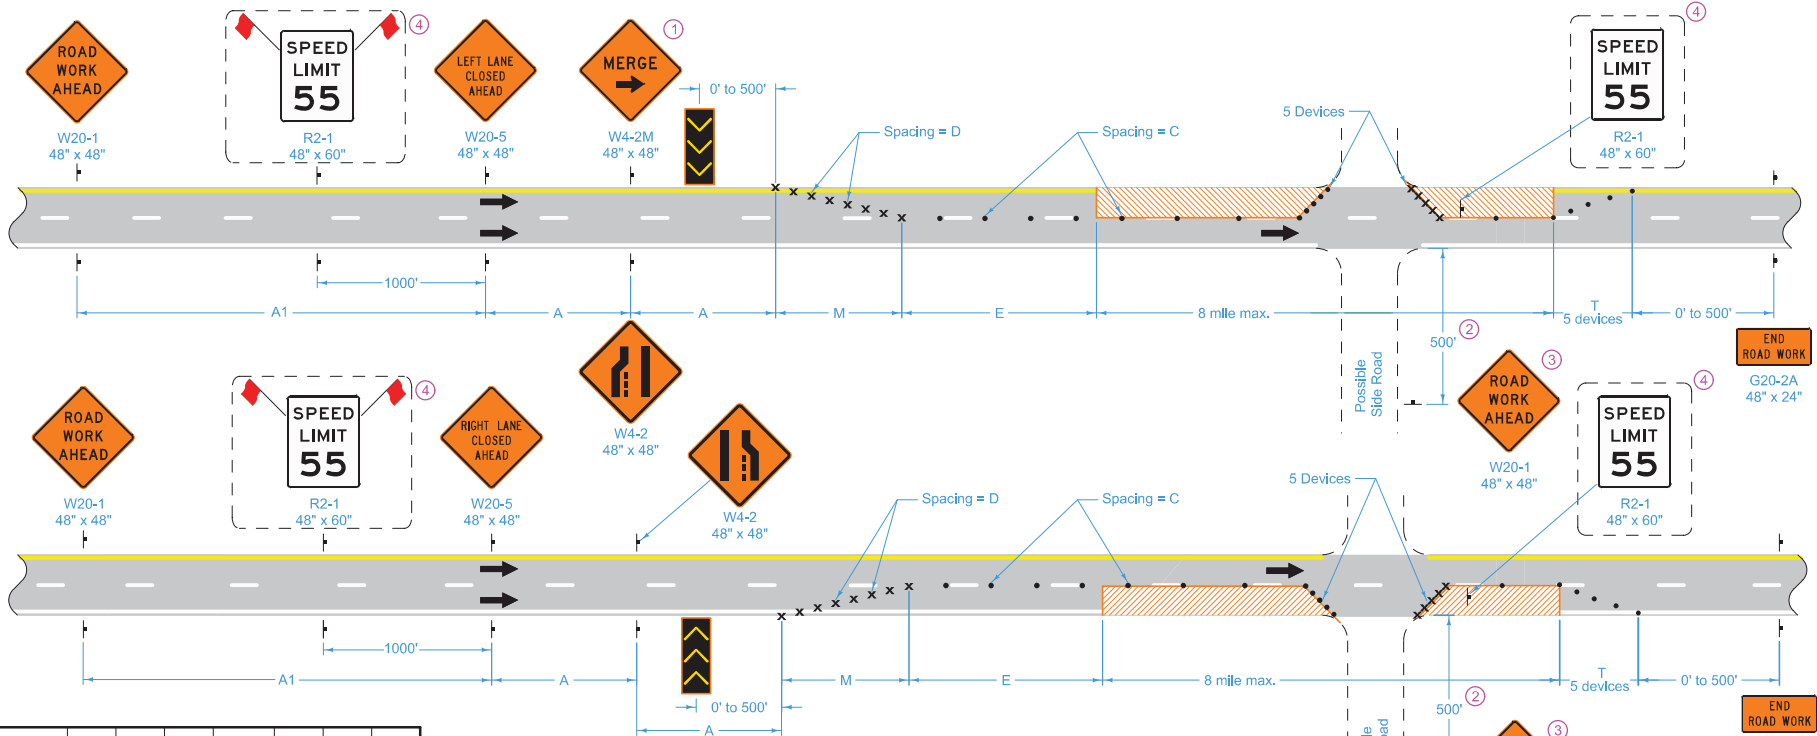 ROAD
WORK
AHEAD
W20-1
48" x 48"
SPEED
LIMIT
55
R2-1
48" x 60"
4
LEFT LANE
CLOSED
AHEAD
W20-5
48" x 48"
MERGE
W4-2M
48" x 48"
1
0' to 500'
Spacing = D
Spacing = C
5 Devices
SPEED
LIMIT
55
R2-1
48" x 60"
4
1000'
A1
A
A
M
E
8 mile max.
T
5 devices
0' to 500'
500'
2
Possible
Side Road
END
ROAD WORK
G20-2A
48" x 24"
ROAD
WORK
AHEAD
W20-1
48" x 48"
3
ROAD
WORK
AHEAD
W20-1
48" x 48"
SPEED
LIMIT
55
R2-1
48" x 60"
4
RIGHT LANE
CLOSED
AHEAD
W20-5
48" x 48"
W4-2
48" x 48"
W4-2
48" x 48"
Spacing = D
Spacing = C
5 Devices
SPEED
LIMIT
55
R2-1
48" x 60"
4
1000'
A1
A
M
E
8 mile max.
T
5 devices
0' to 500'
0' to 500'
A
500'
2
3
END
ROAD WORK